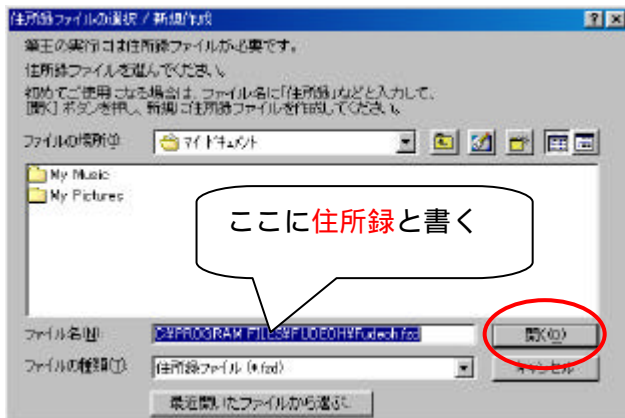 住所録ファイルの選択 / 新規作成
筆王の実行には住所録ファイルが必要です。
住所録ファイルを選んでください。
初めてご使用になる場合は、ファイル名に「住所録」などと入力して、
[開く] ボタンを押し、新規に住所録ファイルを作成してください。
ファイルの場所(I):
マイ ドキュメント
My Music
My Pictures
ここに住所録と書く
ファイル名(N):
C:¥PROGRAM FILES¥FUDEOH¥Fudeoh.fzd
開く(O)
ファイルの種類(T):
住所録ファイル (*.fzd)
キャンセル
最近開いたファイルから選ぶ...